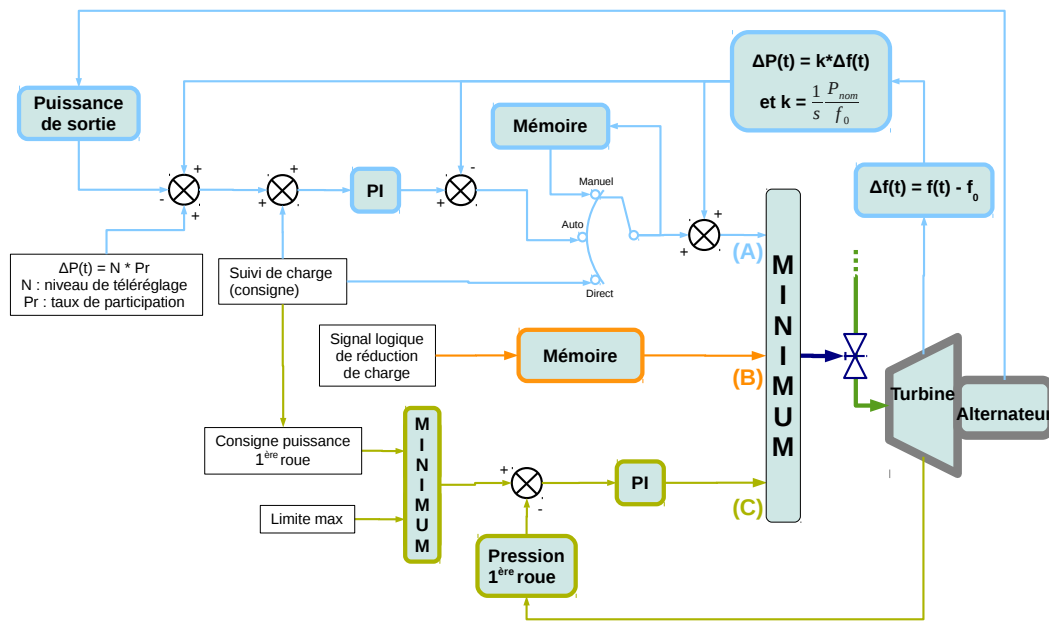 ΔP(t) = k*Δf(t)
et k = 1/s P_nom/f_0
Puissance
de sortie
Mémoire
+
+
-
PI
-
+
+
+
Manuel
Δf(t) = f(t) - f_0
+
Auto
+
+
(A)
ΔP(t) = N * Pr
N : niveau de téléréglage
Pr : taux de participation
Suivi de charge
(consigne)
Direct
MINIMUM
Signal logique
de réduction
de charge
Mémoire
(B)
Turbine
Alternateur
Consigne puissance
1ère roue
MINIMUM
+
-
PI
(C)
Limite max
Pression
1ère roue